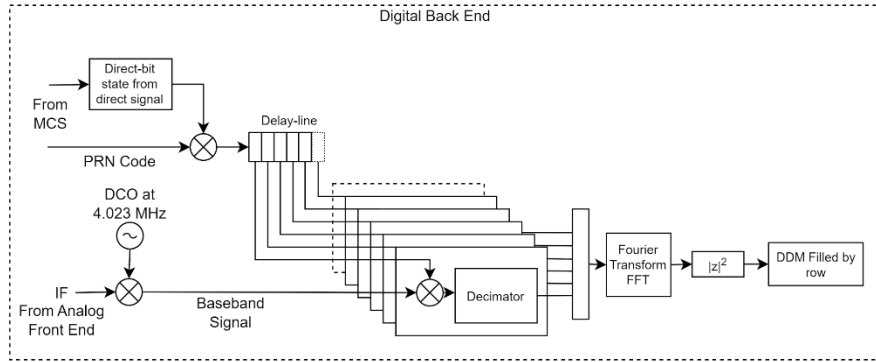 Digital Back End
Direct-bit
state from
direct signal
From
MCS
PRN Code
Delay-line
DCO at
4.023 MHz
~
IF
From Analog
Front End
Baseband
Signal
Decimator
Fourier
Transform
FFT
|z|²
DDM Filled by
row